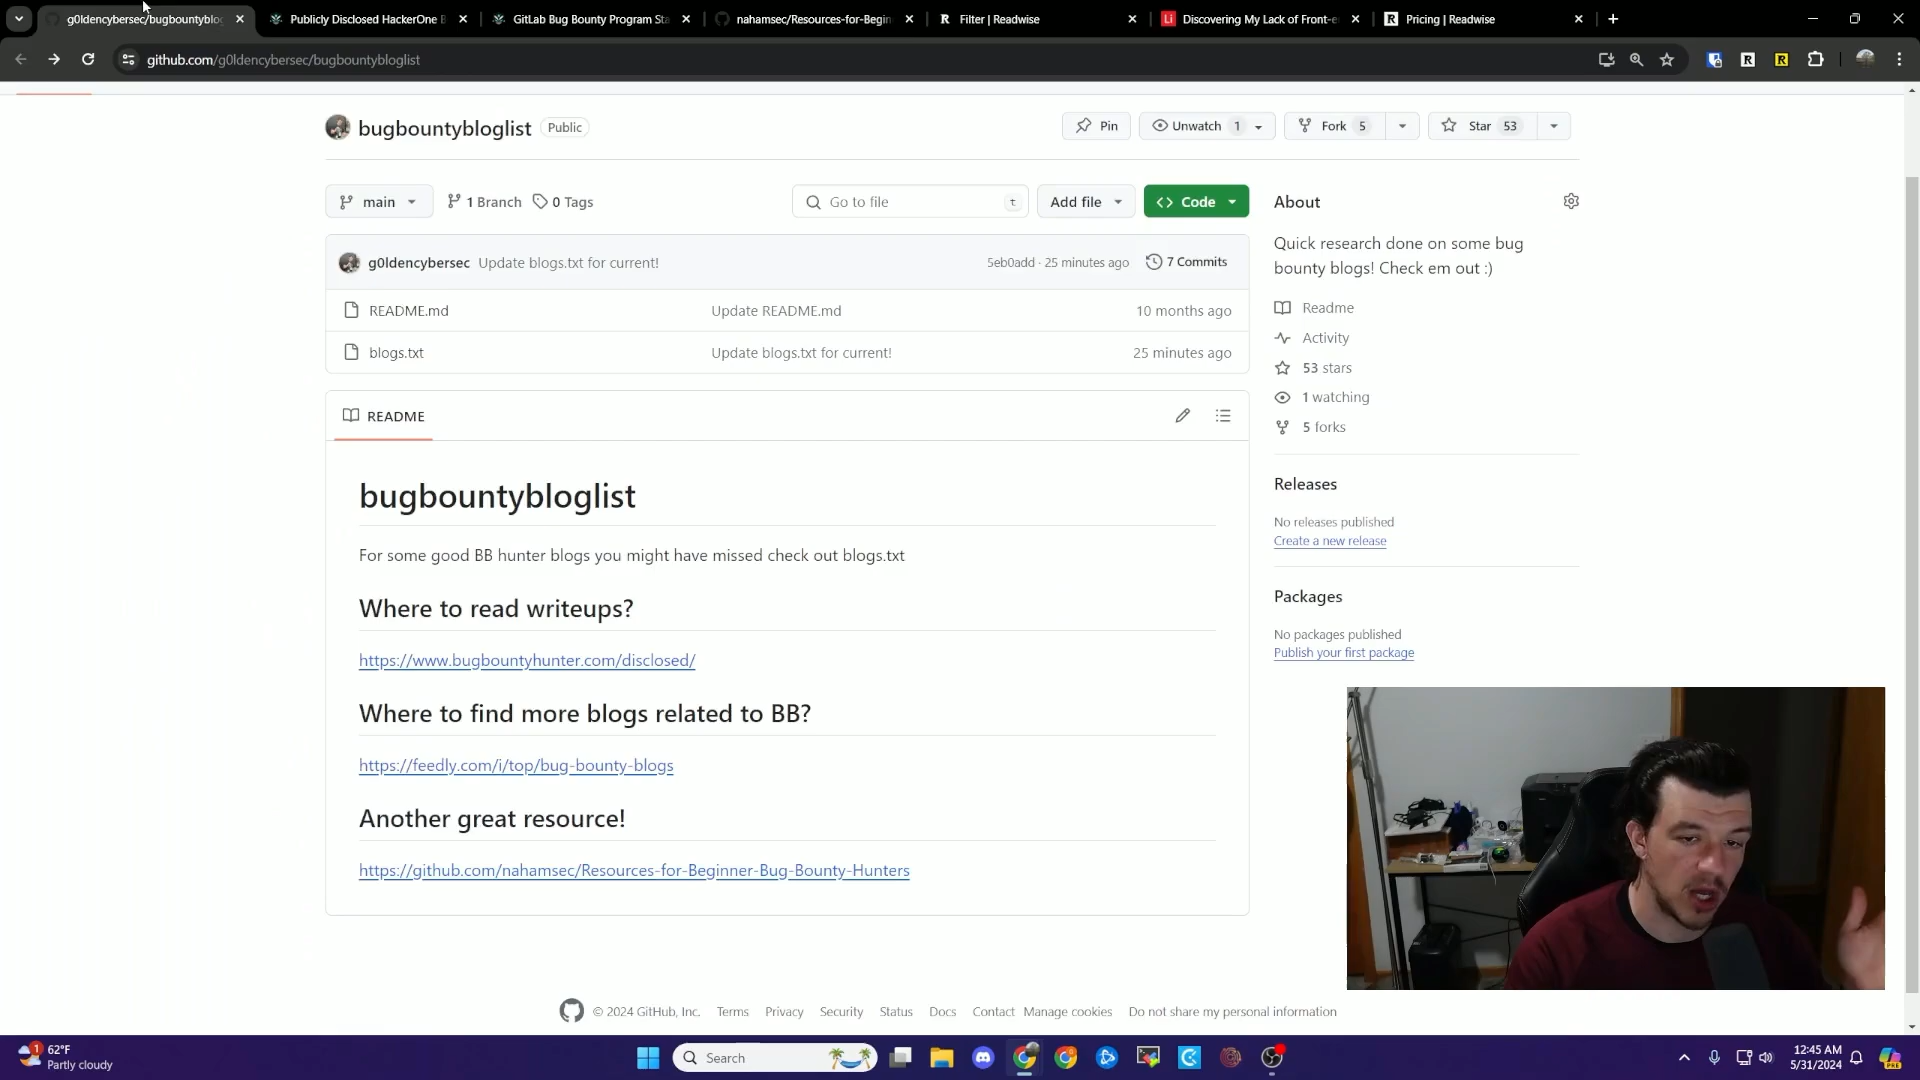 g0ldencybersec/bugbountyblog
Publicly Disclosed HackerOne B
GitLab Bug Bounty Program Sta
nahamsec/Resources-for-Begin
Filter | Readwise
Discovering My Lack of Front-e
Pricing | Readwise
github.com/g0ldencybersec/bugbountybloglist
bugbountybloglist Public
Pin
Unwatch 1
Fork 5
Star 53
main
1 Branch
0 Tags
Go to file t
Add file
Code
g0ldencybersec Update blogs.txt for current!
5eb0add · 25 minutes ago
7 Commits
README.md
Update README.md
10 months ago
blogs.txt
Update blogs.txt for current!
25 minutes ago
README
bugbountybloglist
For some good BB hunter blogs you might have missed check out blogs.txt
Where to read writeups?
https://www.bugbountyhunter.com/disclosed/
Where to find more blogs related to BB?
https://feedly.com/i/top/bug-bounty-blogs
Another great resource!
https://github.com/nahamsec/Resources-for-Beginner-Bug-Bounty-Hunters
About
Quick research done on some bug
bounty blogs! Check em out :)
Readme
Activity
53 stars
1 watching
5 forks
Releases
No releases published
Create a new release
Packages
No packages published
Publish your first package
© 2024 GitHub, Inc.
Terms
Privacy
Security
Status
Docs
Contact
Manage cookies
Do not share my personal information
1
62°F
Partly cloudy
Search
12:45 AM
5/31/2024
PRE